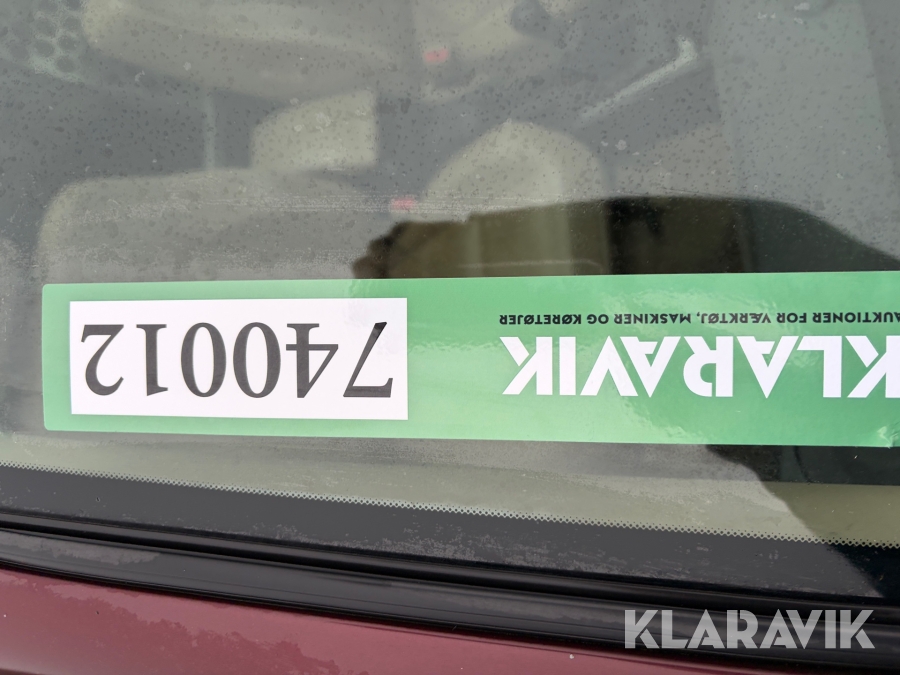 KLARAVIK
AUKTIONER FOR VÆRKTØJ, MASKINER OG KØRETØJER
740012
KLARAVIK